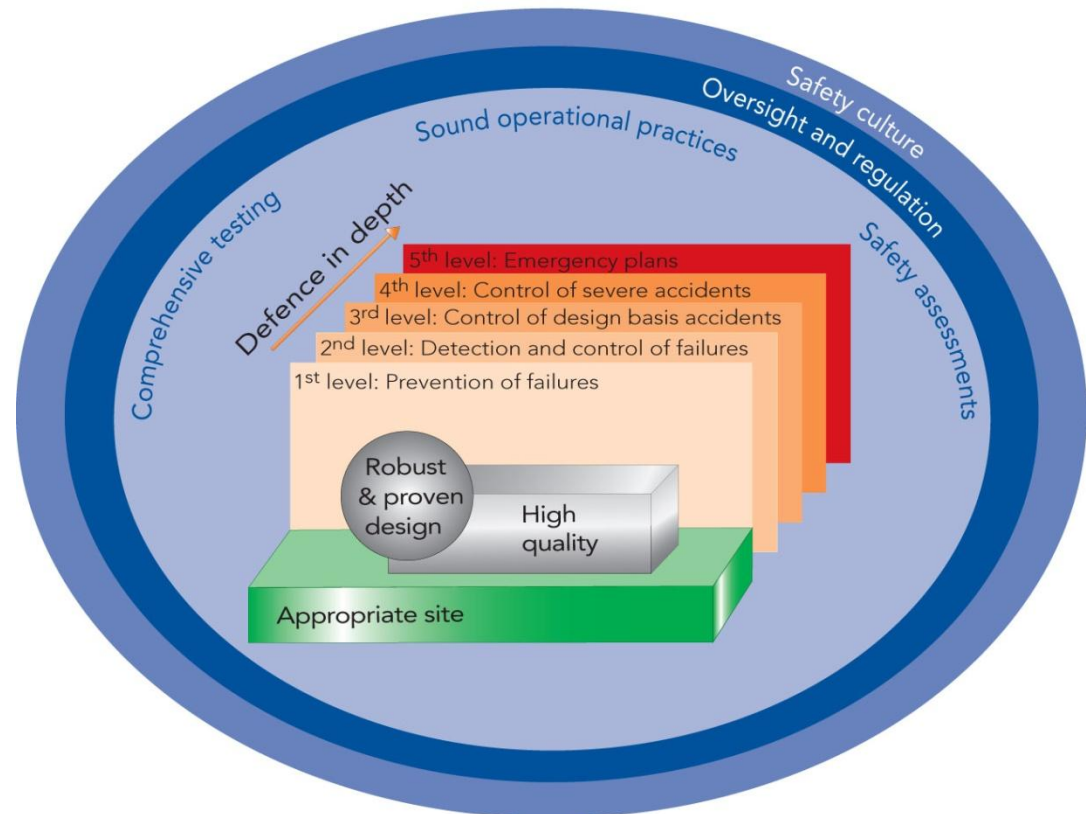 Safety culture
Oversight and regulation
Sound operational practices
Comprehensive testing
Safety assessments
Defence in depth
5th level: Emergency plans
4th level: Control of severe accidents
3rd level: Control of design basis accidents
2nd level: Detection and control of failures
1st level: Prevention of failures
Robust
& proven
design
High
quality
Appropriate site